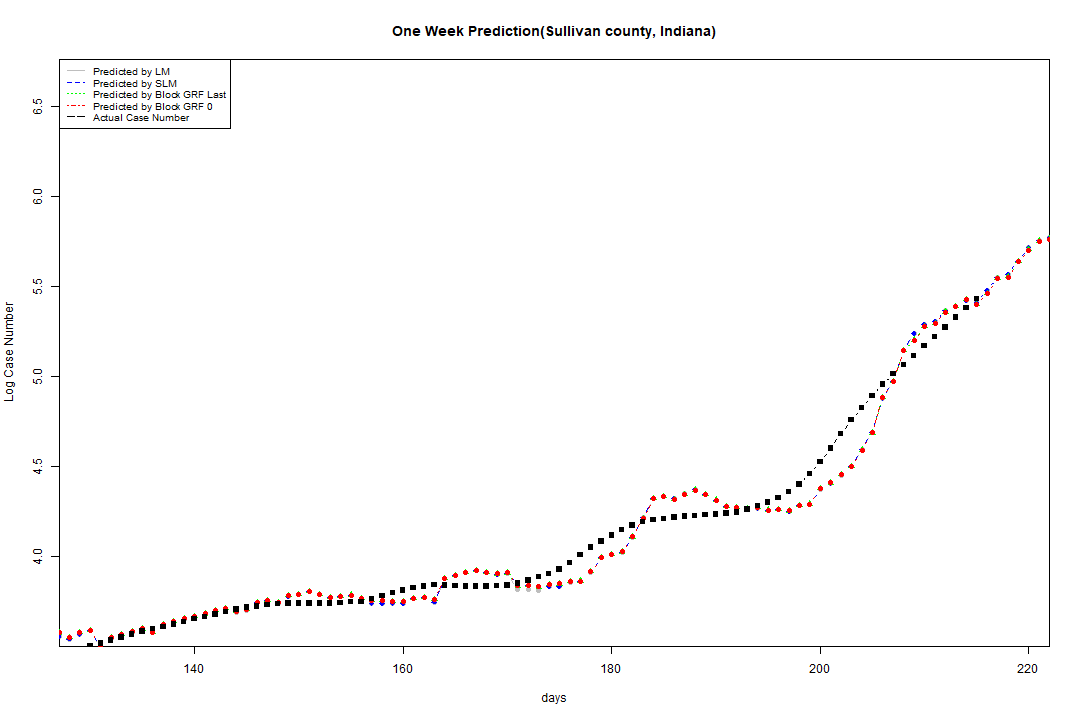 One Week Prediction(Sullivan county, Indiana)
Predicted by LM
Predicted by SLM
Predicted by Block GRF Last
Predicted by Block GRF 0
Actual Case Number
6.5
6.0
5.5
5.0
4.5
4.0
Log Case Number
140 160 180 200 220
days